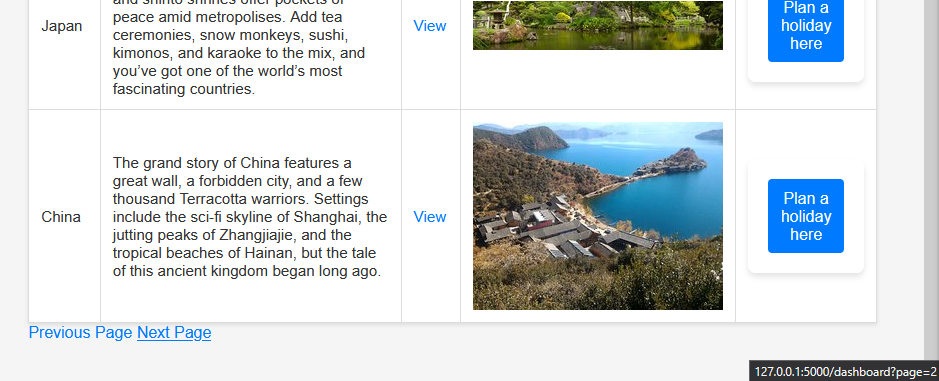 and shinto shrines offer pockets of
peace amid metropolises. Add tea
ceremonies, snow monkeys, sushi,
kimonos, and karaoke to the mix, and
you’ve got one of the world’s most
fascinating countries.
Japan
View
Plan a
holiday
here
China
The grand story of China features a
great wall, a forbidden city, and a few
thousand Terracotta warriors. Settings
include the sci-fi skyline of Shanghai, the
jutting peaks of Zhangjiajie, and the
tropical beaches of Hainan, but the tale
of this ancient kingdom began long ago.
View
Plan a
holiday
here
Previous Page Next Page
127.0.0.1:5000/dashboard?page=2